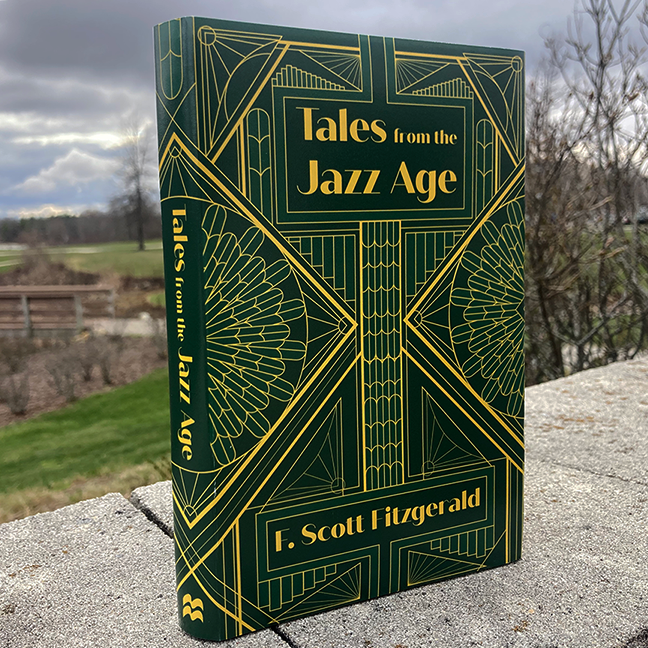 Tales from the
Jazz Age
F. Scott Fitzgerald
Tales from the Jazz Age